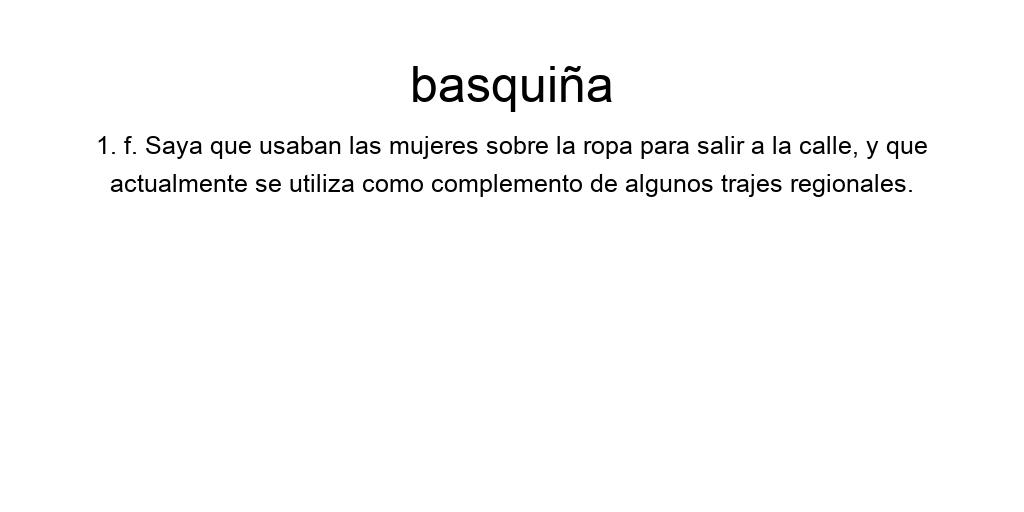 basquiña
1. f. Saya que usaban las mujeres sobre la ropa para salir a la calle, y que
actualmente se utiliza como complemento de algunos trajes regionales.